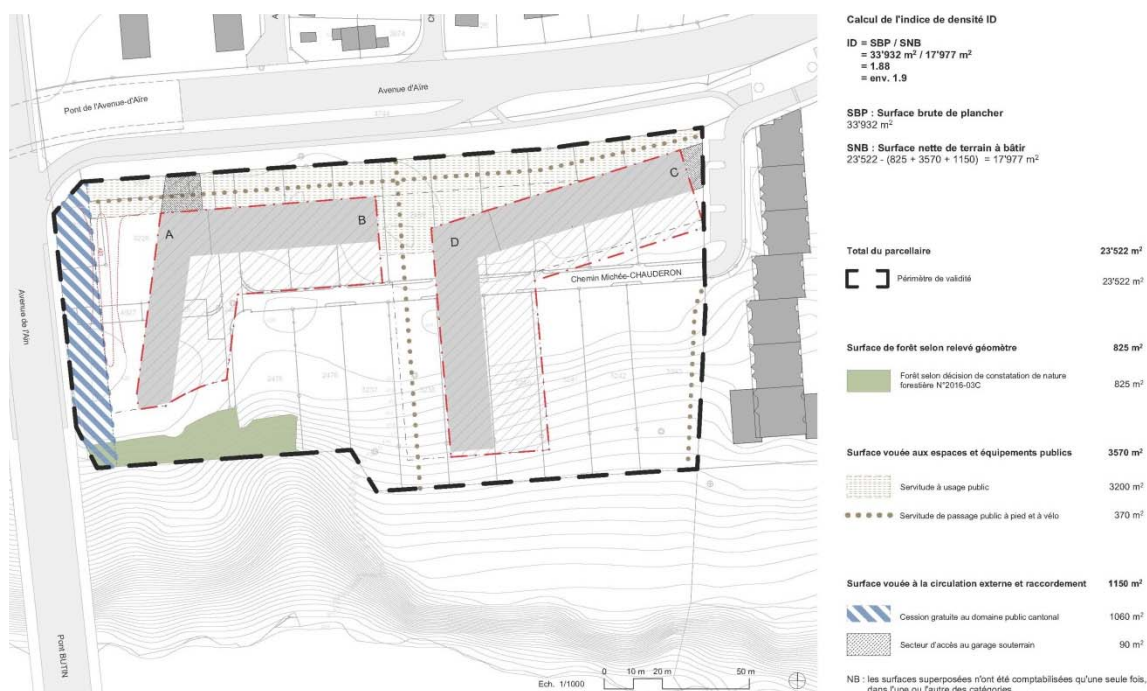 Pont de l'Avenue-d'Aïre
Avenue d'Aïre
A
B
C
D
Chemin Michée-CHAUDERON
Avenue de l'Ain
Pont BUTIN
Ech. 1/1000
0 10 m 20 m 50 m
Calcul de l'indice de densité ID
ID = SBP / SNB
= 33'932 m² / 17'977 m²
= 1.88
= env. 1.9
SBP : Surface brute de plancher
33'932 m²
SNB : Surface nette de terrain à bâtir
23'522 - (825 + 3570 + 1150) = 17'977 m²
Total du parcellaire 23'522 m²
Périmètre de validité 23'522 m²
Surface de forêt selon relevé géomètre 825 m²
Forêt selon décision de constatation de nature
forestière N°2016-03C 825 m²
Surface vouée aux espaces et équipements publics 3570 m²
Servitude à usage public 3200 m²
Servitude de passage public à pied et à vélo 370 m²
Surface vouée à la circulation externe et raccordement 1150 m²
Cession gratuite au domaine public cantonal 1060 m²
Secteur d'accès au garage souterrain 90 m²
NB : les surfaces superposées n'ont été comptabilisées qu'une seule fois
dans l'une ou l'autre des catégories